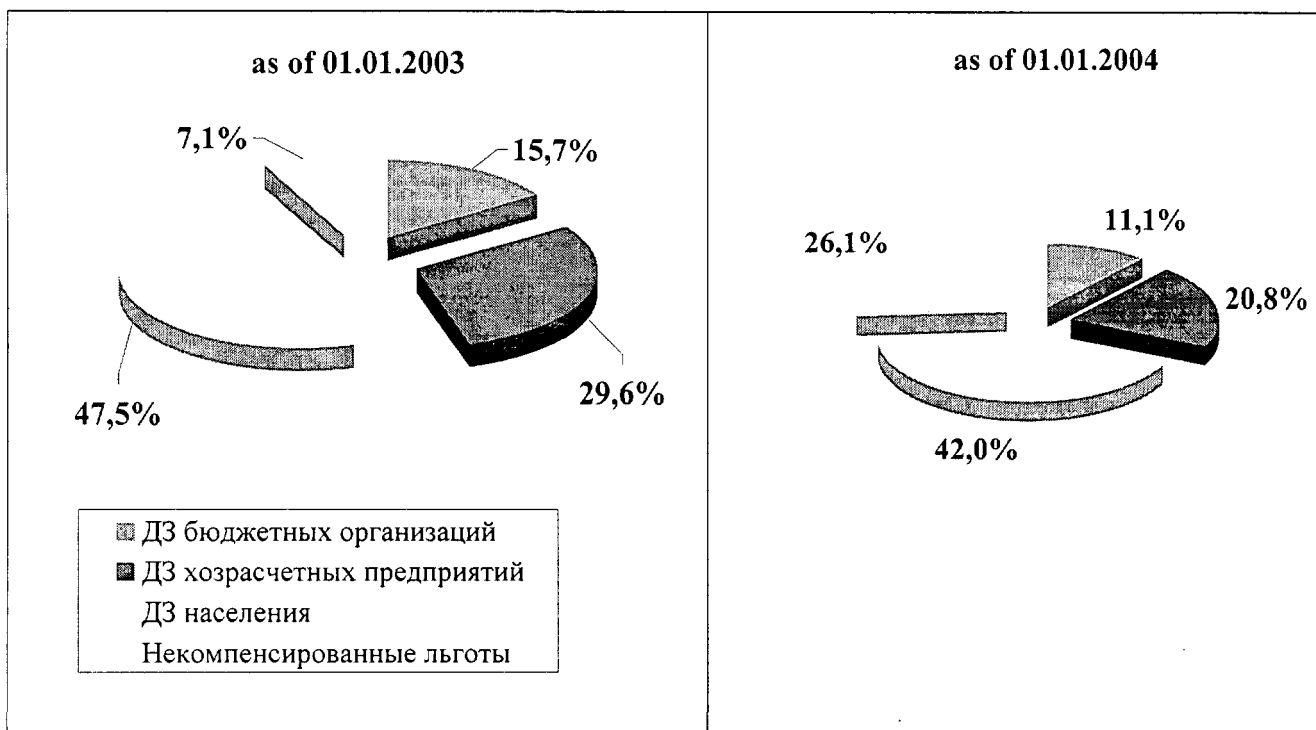 as of 01.01.2003
7,1%
15,7%
47,5%
29,6%
ДЗ бюджетных организаций
ДЗ хозрасчетных предприятий
ДЗ населения
Некомпенсированные льготы
as of 01.01.2004
26,1%
11,1%
20,8%
42,0%